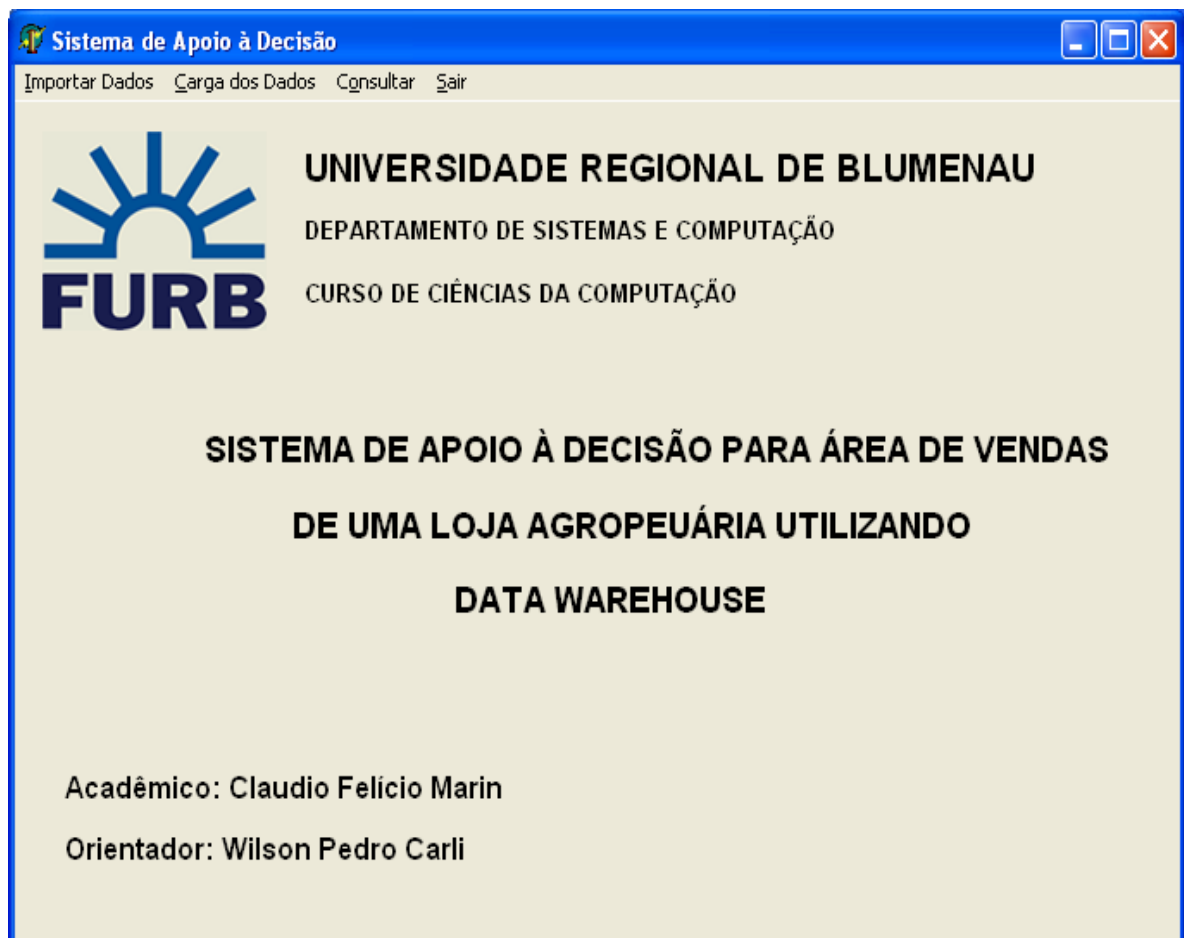 Sistema de Apoio à Decisão
Importar Dados Carga dos Dados Consultar Sair
FURB
UNIVERSIDADE REGIONAL DE BLUMENAU
DEPARTAMENTO DE SISTEMAS E COMPUTAÇÃO
CURSO DE CIÊNCIAS DA COMPUTAÇÃO
SISTEMA DE APOIO À DECISÃO PARA ÁREA DE VENDAS
DE UMA LOJA AGROPEUÁRIA UTILIZANDO
DATA WAREHOUSE
Acadêmico: Claudio Felício Marin
Orientador: Wilson Pedro Carli